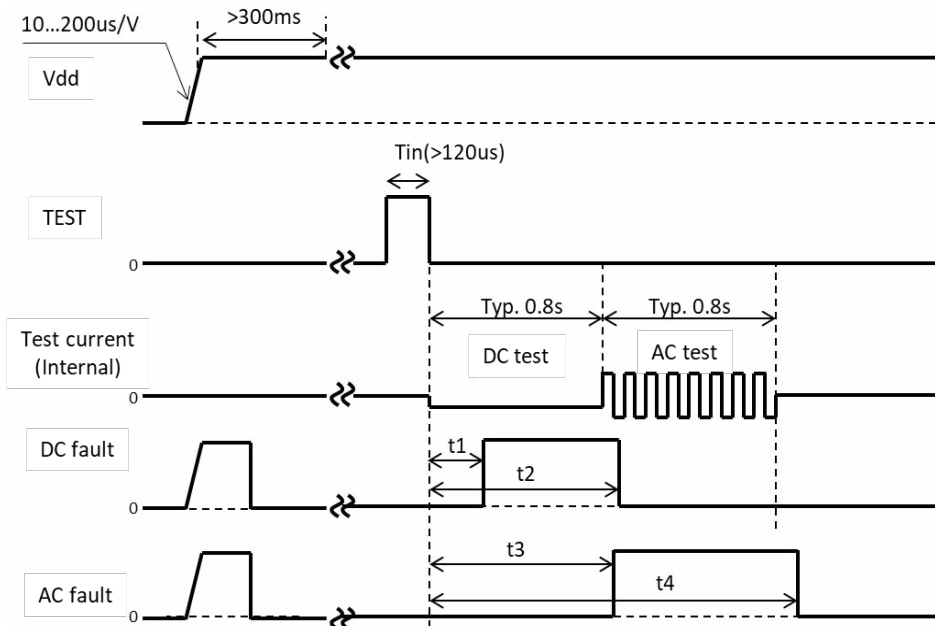 10...200us/V
>300ms
Vdd
Tin(>120us)
TEST
0
Typ. 0.8s
Typ. 0.8s
Test current
(Internal)
DC test
AC test
0
DC fault
t1
t2
0
t3
t4
AC fault
0